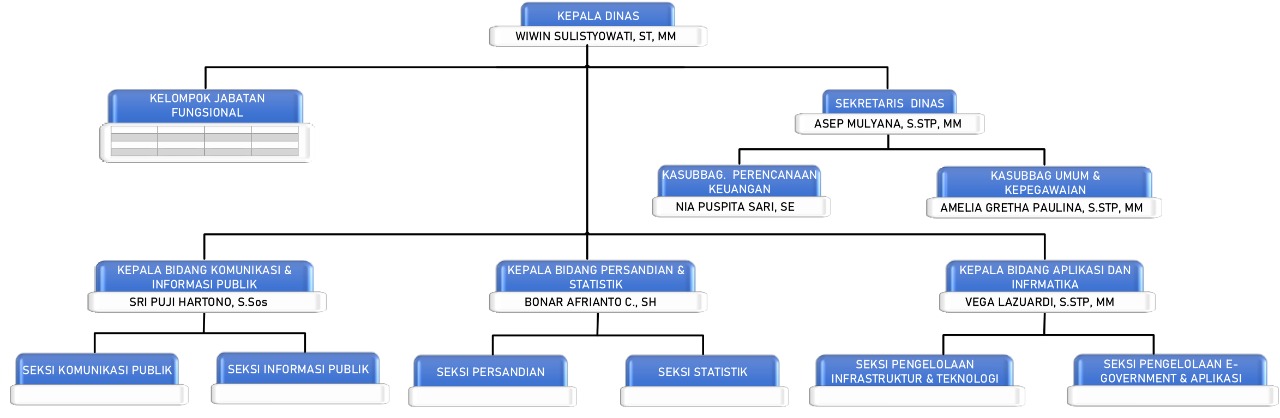 KEPALA DINAS
WIWIN SULISTYOWATI, ST, MM
KELOMPOK JABATAN
FUNGSIONAL
SEKRETARIS DINAS
ASEP MULYANA, S.STP, MM
KASUBBAG. PERENCANAAN
KEUANGAN
NIA PUSPITA SARI, SE
KASUBBAG UMUM &
KEPEGAWAIAN
AMELIA GRETHA PAULINA, S.STP, MM
KEPALA BIDANG KOMUNIKASI &
INFORMASI PUBLIK
SRI PUJI HARTONO, S.Sos
KEPALA BIDANG PERSANDIAN &
STATISTIK
BONAR AFRIANTO C., SH
KEPALA BIDANG APLIKASI DAN
INFRMATIKA
VEGA LAZUARDI, S.STP, MM
SEKSI KOMUNIKASI PUBLIK
SEKSI INFORMASI PUBLIK
SEKSI PERSANDIAN
SEKSI STATISTIK
SEKSI PENGELOLAAN
INFRASTRUKTUR & TEKNOLOGI
SEKSI PENGELOLAAN E-
GOVERNMENT & APLIKASI